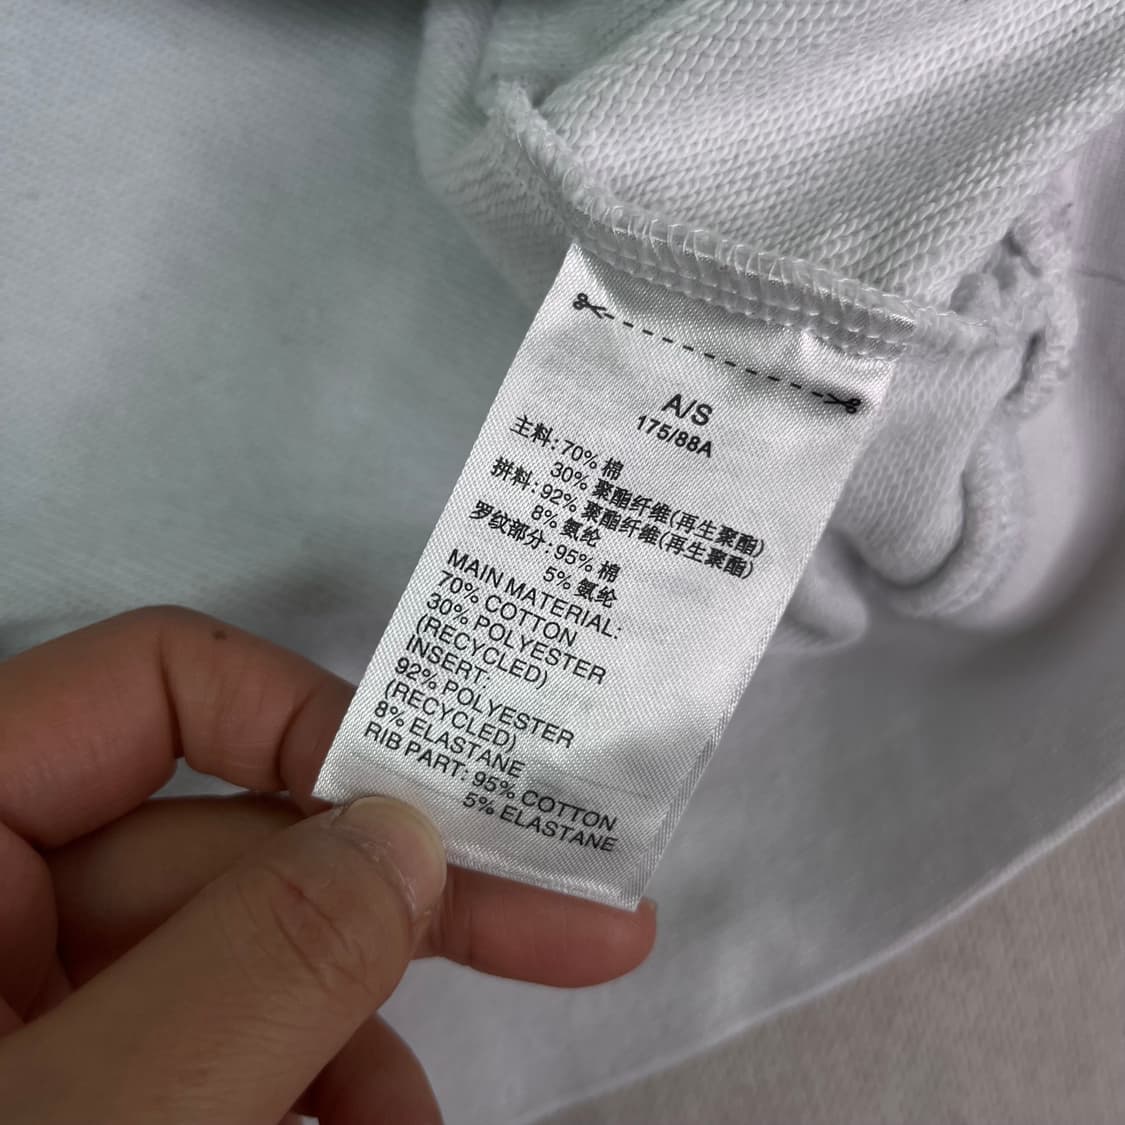 A/S
175/88A
主料: 70% 棉
30% 聚酯纤维(再生聚酯)
拼料: 92% 聚酯纤维(再生聚酯)
8% 氨纶
罗纹部分: 95% 棉
5% 氨纶
MAIN MATERIAL:
70% COTTON
30% POLYESTER
(RECYCLED)
INSERT:
92% POLYESTER
(RECYCLED)
8% ELASTANE
RIB PART: 95% COTTON
5% ELASTANE